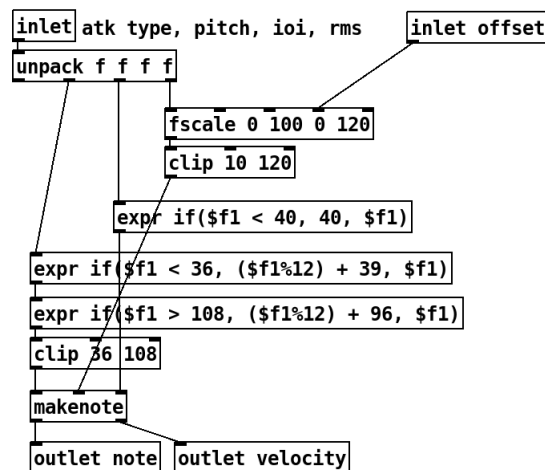 inlet atk type, pitch, ioi, rms inlet offset
unpack f f f f
fscale 0 100 0 120
clip 10 120
expr if($f1 < 40, 40, $f1)
expr if($f1 < 36, ($f1%12) + 39, $f1)
expr if($f1 > 108, ($f1%12) + 96, $f1)
clip 36 108
makenote
outlet note outlet velocity